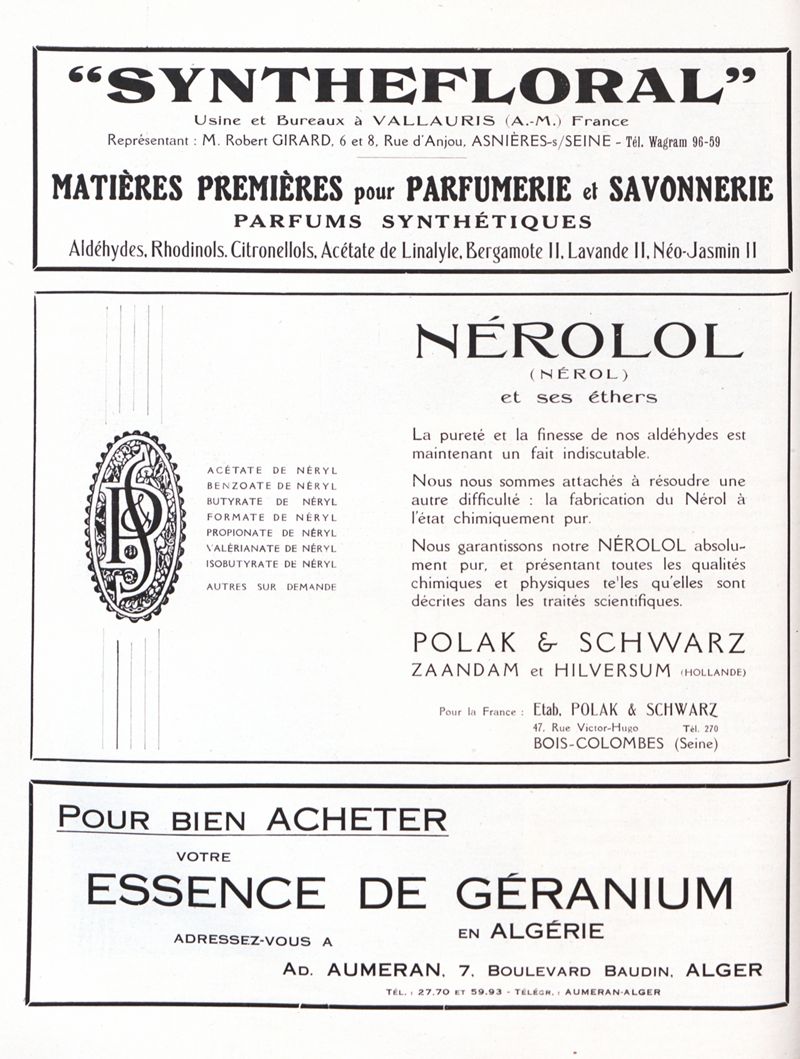 “SYNTHEFLORAL”
Usine et Bureaux à VALLAURIS (A.-M.) France
Représentant : M. Robert GIRARD, 6 et 8, Rue d'Anjou, ASNIÈRES-s/SEINE - Tél. Wagram 96-59
MATIÈRES PREMIÈRES pour PARFUMERIE et SAVONNERIE
PARFUMS SYNTHÉTIQUES
Aldéhydes, Rhodinols. Citronellols, Acétate de Linalyle, Bergamote II, Lavande II, Néo-Jasmin II
NÉROLOL
(NÉROL)
et ses éthers
P&S
ACÉTATE DE NÉRYL
BENZOATE DE NÉRYL
BUTYRATE DE NÉRYL
FORMATE DE NÉRYL
PROPIONATE DE NÉRYL
VALÉRIANATE DE NÉRYL
ISOBUTYRATE DE NÉRYL
AUTRES SUR DEMANDE
La pureté et la finesse de nos aldéhydes est
maintenant un fait indiscutable.
Nous nous sommes attachés à résoudre une
autre difficulté : la fabrication du Nérol à
l'état chimiquement pur.
Nous garantissons notre NÉROLOL absolu-
ment pur, et présentant toutes les qualités
chimiques et physiques te'les qu'elles sont
décrites dans les traités scientifiques.
POLAK & SCHWARZ
ZAANDAM et HILVERSUM (HOLLANDE)
Pour la France : Etab. POLAK & SCHWARZ
47, Rue Victor-Hugo Tél. 270
BOIS-COLOMBES (Seine)
POUR BIEN ACHETER
VOTRE
ESSENCE DE GÉRANIUM
EN ALGÉRIE
ADRESSEZ-VOUS A
AD. AUMERAN, 7, BOULEVARD BAUDIN, ALGER
TÉL. : 27.70 ET 59.93 - TÉLÉGR. : AUMERAN-ALGER